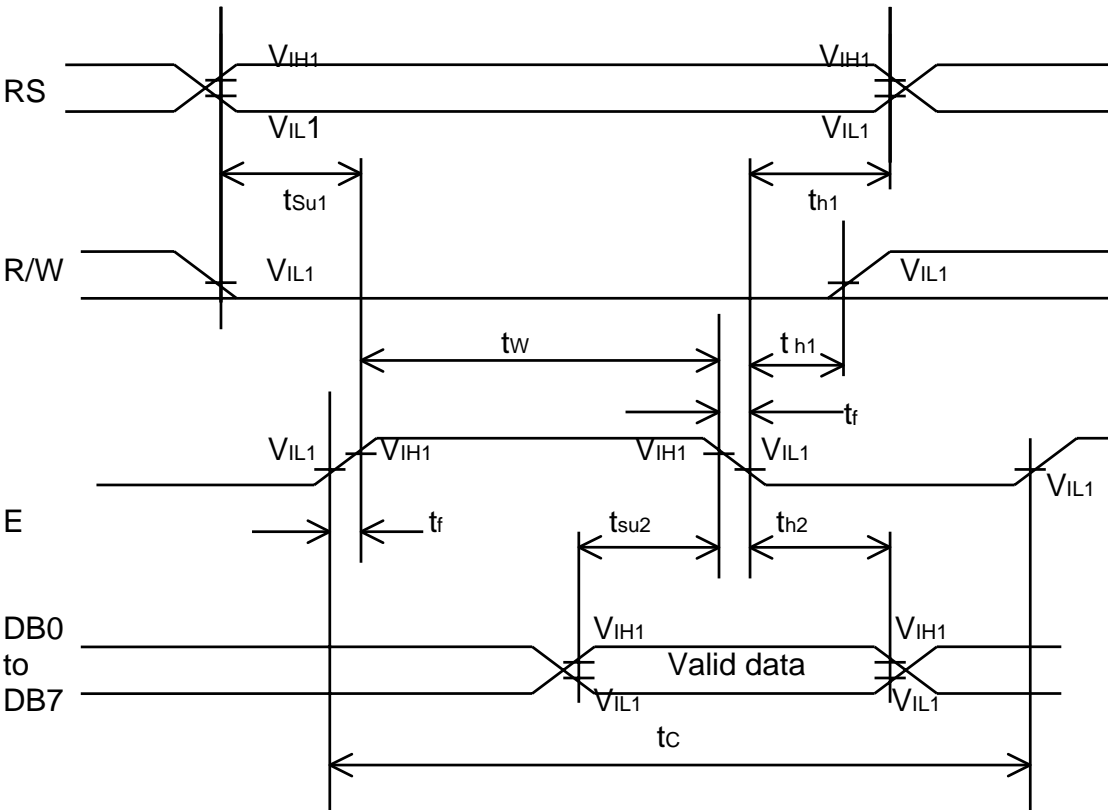 VIH1 VIH1
RS
VIL1 VIL1
tSu1 th1
R/W VIL1 VIL1
tW th1
tf
VIL1 VIH1 VIH1 VIL1
VIL1
E tf tsu2 th2
DB0 VIH1 VIH1
to Valid data
DB7 VIL1 VIL1
tC